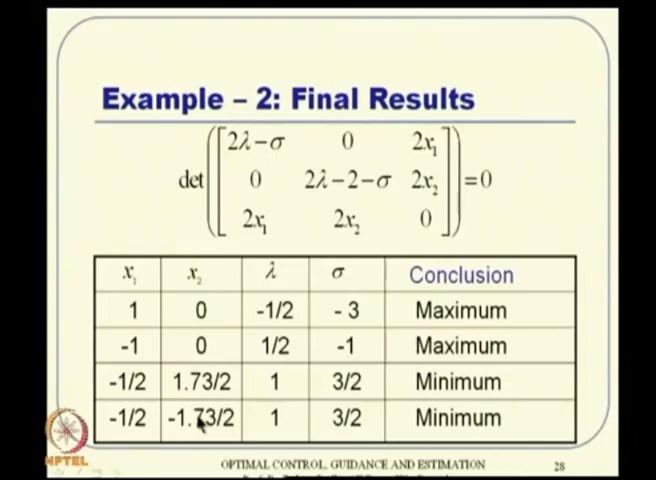 Example – 2: Final Results
det([2λ−σ 0 2x₁
0 2λ−2−σ 2x₂
2x₁ 2x₂ 0])=0
x₁ x₂ λ σ Conclusion
1 0 -1/2 - 3 Maximum
-1 0 1/2 -1 Maximum
-1/2 1.73/2 1 3/2 Minimum
-1/2 -1.73/2 1 3/2 Minimum
NPTEL
OPTIMAL CONTROL, GUIDANCE AND ESTIMATION
28